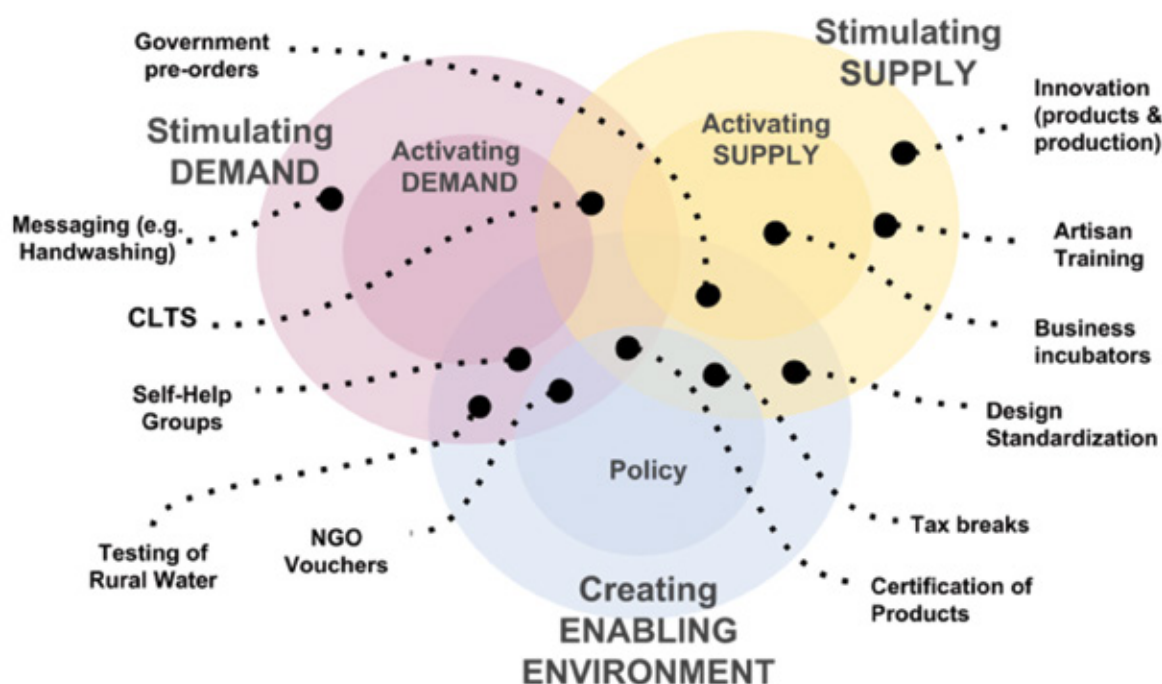 Government
pre-orders
Stimulating
SUPPLY
Innovation
(products &
production)
Stimulating
DEMAND
Activating
DEMAND
Activating
SUPPLY
Messaging (e.g.
Handwashing)
Artisan
Training
CLTS
Business
incubators
Self-Help
Groups
Design
Standardization
Policy
Testing of
Rural Water
NGO
Vouchers
Tax breaks
Certification of
Products
Creating
ENABLING
ENVIRONMENT